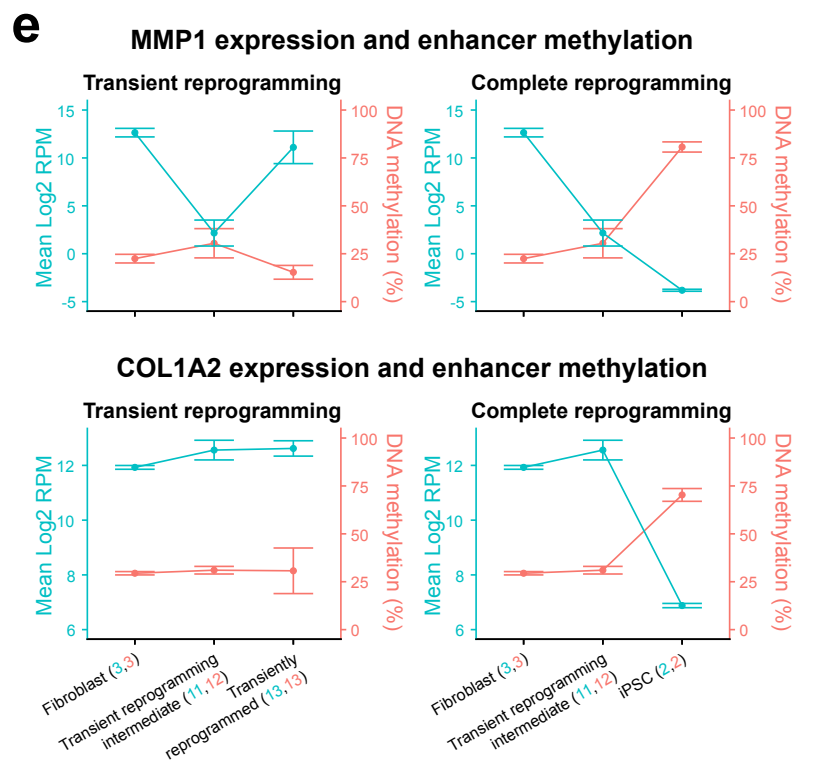 e
MMP1 expression and enhancer methylation
Transient reprogramming
Complete reprogramming
Mean Log2 RPM
15
10
5
0
-5
100
75
50
25
0
DNA methylation (%)
Mean Log2 RPM
15
10
5
0
-5
100
75
50
25
0
DNA methylation (%)
COL1A2 expression and enhancer methylation
Transient reprogramming
Complete reprogramming
Mean Log2 RPM
12
10
8
6
100
75
50
25
0
DNA methylation (%)
Mean Log2 RPM
12
10
8
6
100
75
50
25
0
DNA methylation (%)
Fibroblast (3,3)
Transient reprogramming
intermediate (11,12)
Transiently
reprogrammed (13,13)
Fibroblast (3,3)
Transient reprogramming
intermediate (11,12)
iPSC (2,2)